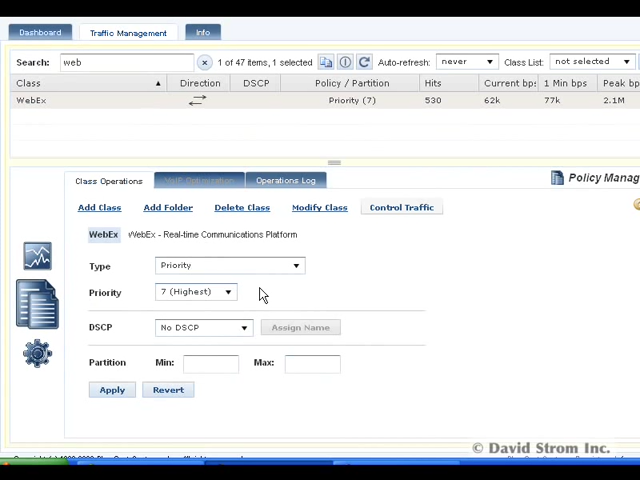 Dashboard Traffic Management Info
Search: web 1 of 47 items, 1 selected Auto-refresh: never Class List: not selected
Class Direction DSCP Policy / Partition Hits Current bps 1 Min bps Peak
WebEx Priority (7) 530 62k 77k 2.1M
Class Operations Operations Log Policy Manag
Add Class Add Folder Delete Class Modify Class Control Traffic
WebEx WebEx - Real-time Communications Platform
Type Priority
Priority 7 (Highest)
DSCP No DSCP Assign Name
Partition Min: Max:
Apply Revert
© David Strom Inc.